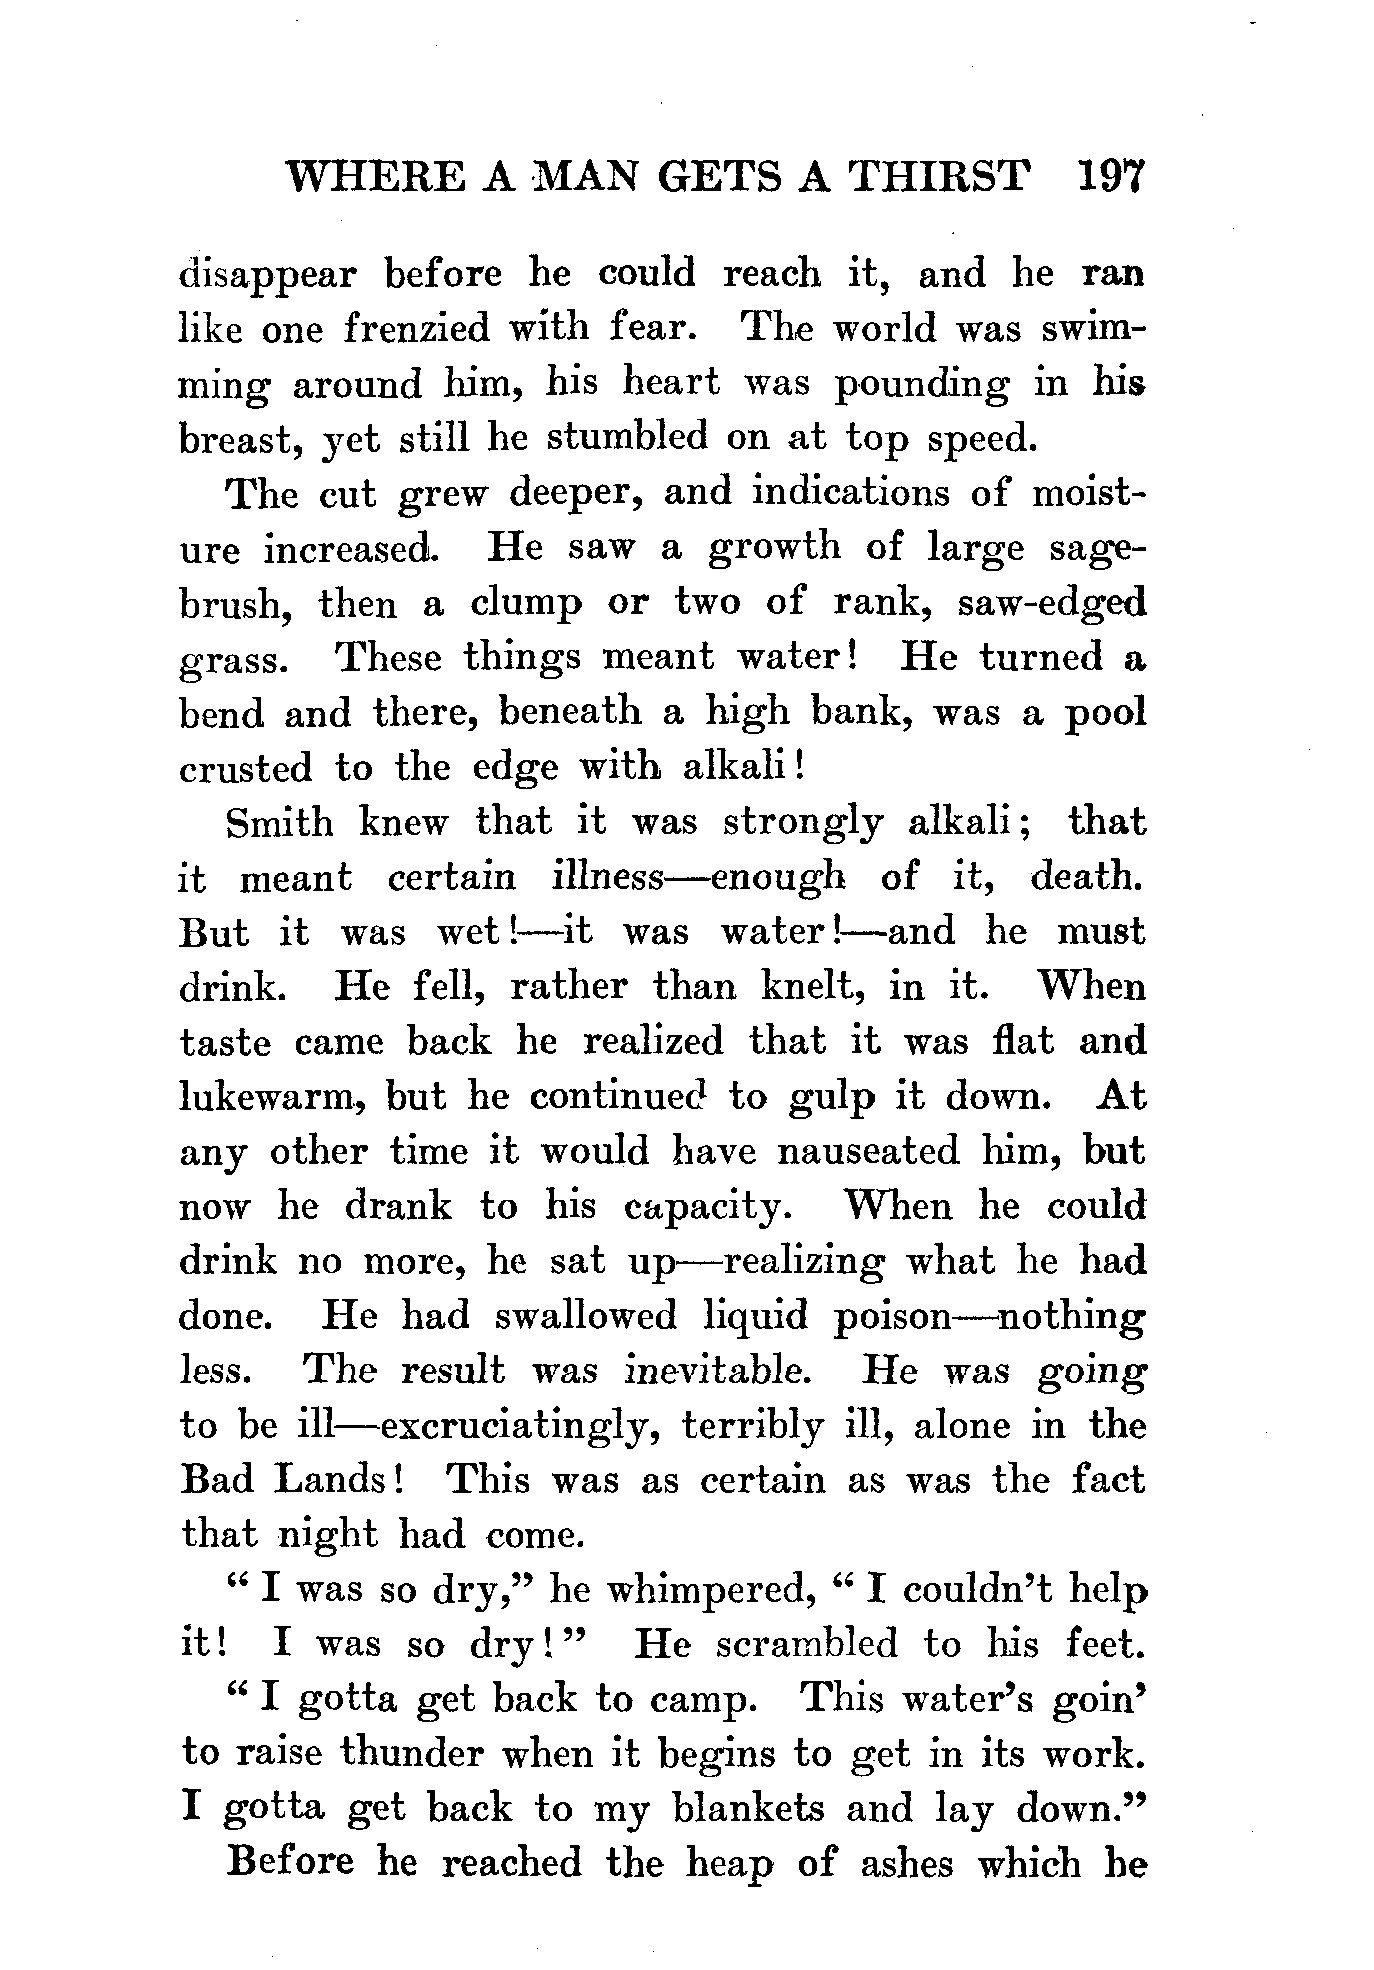 WHERE A MAN GETS A THIRST 197
disappear before he could reach it, and he ran
like one frenzied with fear. The world was swim-
ming around him, his heart was pounding in his
breast, yet still he stumbled on at top speed.
The cut grew deeper, and indications of moist-
ure increased. He saw a growth of large sage-
brush, then a clump or two of rank, saw-edged
grass. These things meant water! He turned a
bend and there, beneath a high bank, was a pool
crusted to the edge with alkali!
Smith knew that it was strongly alkali; that
it meant certain illness—enough of it, death.
But it was wet!—it was water!—and he must
drink. He fell, rather than knelt, in it. When
taste came back he realized that it was flat and
lukewarm, but he continued to gulp it down. At
any other time it would have nauseated him, but
now he drank to his capacity. When he could
drink no more, he sat up—realizing what he had
done. He had swallowed liquid poison—nothing
less. The result was inevitable. He was going
to be ill—excruciatingly, terribly ill, alone in the
Bad Lands! This was as certain as was the fact
that night had come.
“I was so dry,” he whimpered, “I couldn’t help
it! I was so dry!” He scrambled to his feet.
“I gotta get back to camp. This water’s goin’
to raise thunder when it begins to get in its work.
I gotta get back to my blankets and lay down.”
Before he reached the heap of ashes which he